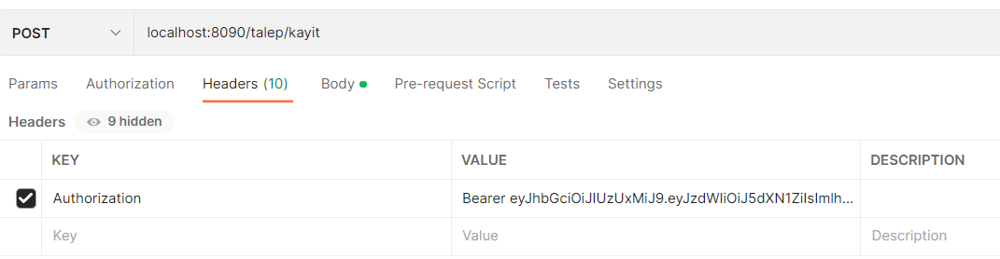 POST localhost:8090/talep/kayit
Params Authorization Headers (10) Body Pre-request Script Tests Settings
Headers 9 hidden
KEY VALUE DESCRIPTION
Authorization Bearer eyJhbGciOiJIUzUxMiJ9.eyJzdWIiOiJ5dXN1ZiIsImlh...
Key Value Description